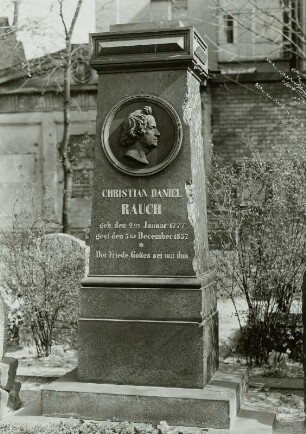 CHRISTIAN DANIEL
RAUCH
geb. den 2ten Januar 1777
gest. den 3ten December 1857
*
Der Friede Gottes sei mit ihm